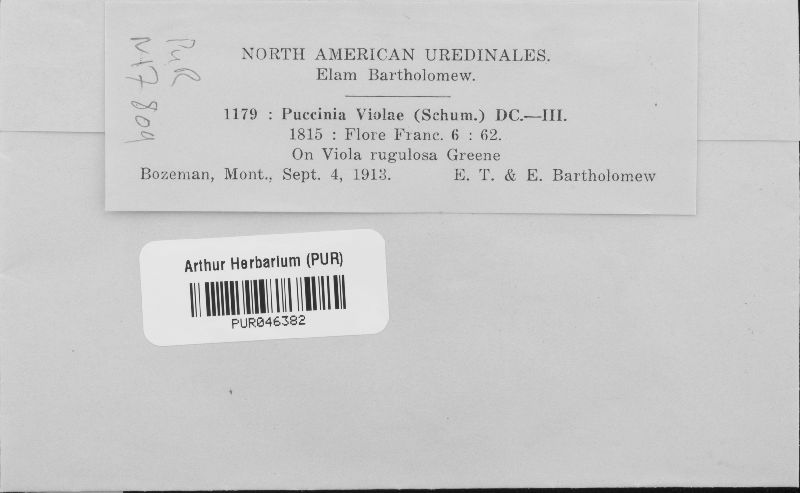 NORTH AMERICAN UREDINALES.
Elam Bartholomew.
1179 : Puccinia Violae (Schum.) DC.—III.
1815 : Flore Franc. 6 : 62.
On Viola rugulosa Greene
Bozeman, Mont., Sept. 4, 1913. E. T. & E. Bartholomew
PUR
Arthur Herbarium (PUR)
PUR046382